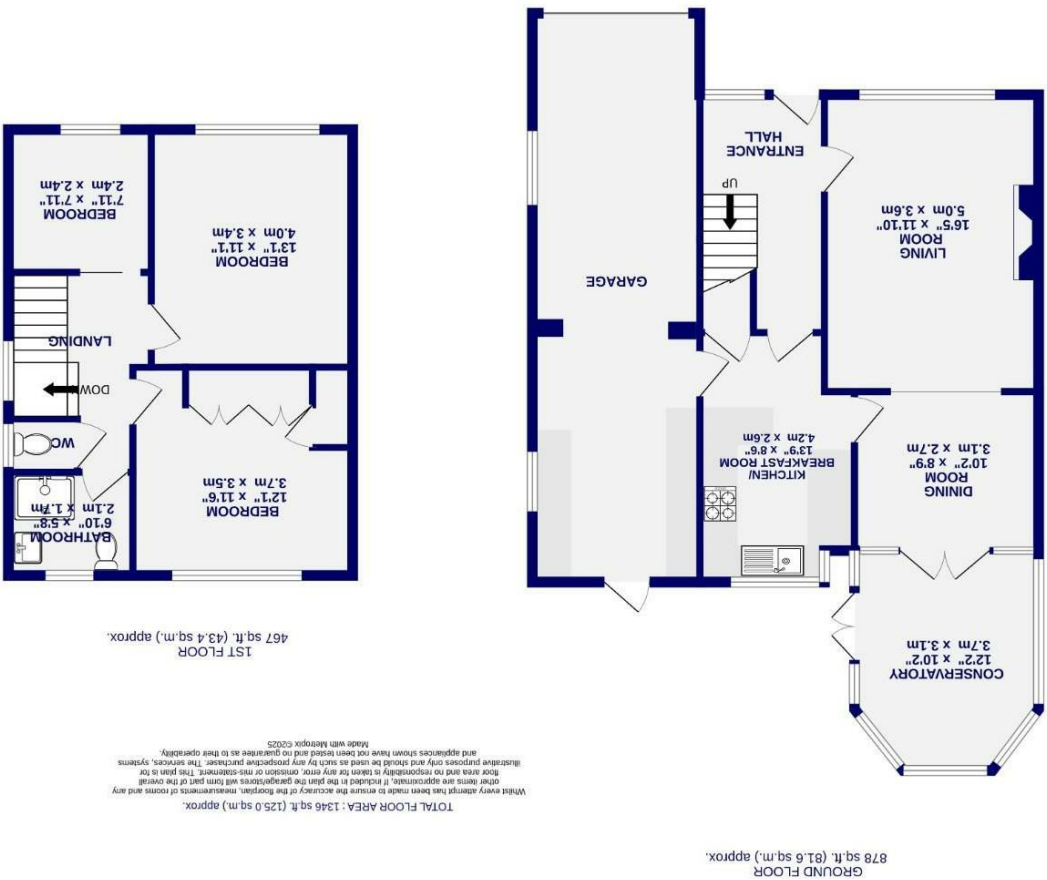 GROUND FLOOR
878 sq.ft. (81.6 sq.m.) approx.
CONSERVATORY
12'2" x 10'2"
3.7m x 3.1m
DINING
ROOM
10'2" x 8'9"
3.1m x 2.7m
KITCHEN/
BREAKFAST ROOM
13'9" x 8'6"
4.2m x 2.6m
LIVING
ROOM
16'5" x 11'10"
5.0m x 3.6m
GARAGE
UP
ENTRANCE
HALL
1ST FLOOR
467 sq.ft. (43.4 sq.m.) approx.
BEDROOM
12'1" x 11'6"
3.7m x 3.5m
BATHROOM
6'10" x 5'8"
2.1m x 1.7m
WC
DOWN
LANDING
BEDROOM
13'1" x 11'1"
4.0m x 3.4m
BEDROOM
7'11" x 7'11"
2.4m x 2.4m
TOTAL FLOOR AREA : 1346 sq.ft. (125.0 sq.m.) approx.
Whilst every attempt has been made to ensure the accuracy of the floorplan, measurements of rooms and any
other items are approximate, If included in the plan the garage/stores will form part of the overall
floor area and no responsibility is taken for any error, omission or mis-statement. This plan is for
illustrative purposes only and should be used as such by any prospective purchaser. The services, systems
and appliances shown have not been tested and no guarantee as to their operability.
Made with Metropix ©2025